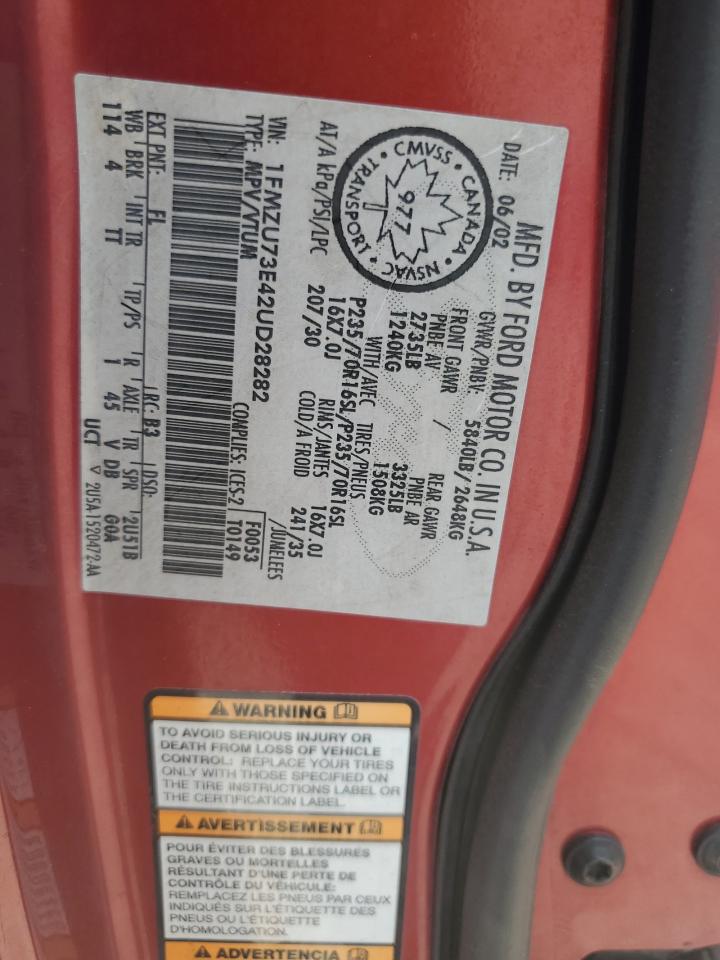 MFD. BY FORD MOTOR CO. IN U.S.A.
DATE: 06/02
GVWR/PNBV: 5840LB/2648KG
FRONT GAWR / REAR GAWR
PNBE AV
PNBE AR
2735LB
3395LB
1240KG
1508KG
WITH/AVEC TIRES/PNEUS
P235/70R16SL/P235/70R16SL
16X7.0J
RIMS/JANTES
16X7.0J /JUMELEES
AT/A kPa/PSI/LPC
207/30
COLD/A FROID
241/35
CMVSS · CANADA · NSVAC · TRANSPORT
977
VIN: 1FMZU73E42UD28282
TYPE: MPV/VTUM
COMPLIES: ICES-2
F0053
T0149
EXT PNT: FL
RC: B3
DSO:
WB BRK INT TR TP/PS R AXLE TR SPR 2U51B
114 4 TT 1 45 V DB GOA
UCT ▽ 2U5A 1520472-AA
WARNING
TO AVOID SERIOUS INJURY OR
DEATH FROM LOSS OF VEHICLE
CONTROL: REPLACE YOUR TIRES
ONLY WITH THOSE SPECIFIED ON
THE TIRE INSTRUCTIONS LABEL OR
THE CERTIFICATION LABEL.
AVERTISSEMENT
POUR ÉVITER DES BLESSURES
GRAVES OU MORTELLES
RÉSULTANT D'UNE PERTE DE
CONTRÔLE DU VÉHICULE:
REMPLACEZ LES PNEUS PAR CEUX
INDIQUÉS SUR L'ÉTIQUETTE DES
PNEUS OU L'ÉTIQUETTE
D'HOMOLOGATION.
ADVERTENCIA